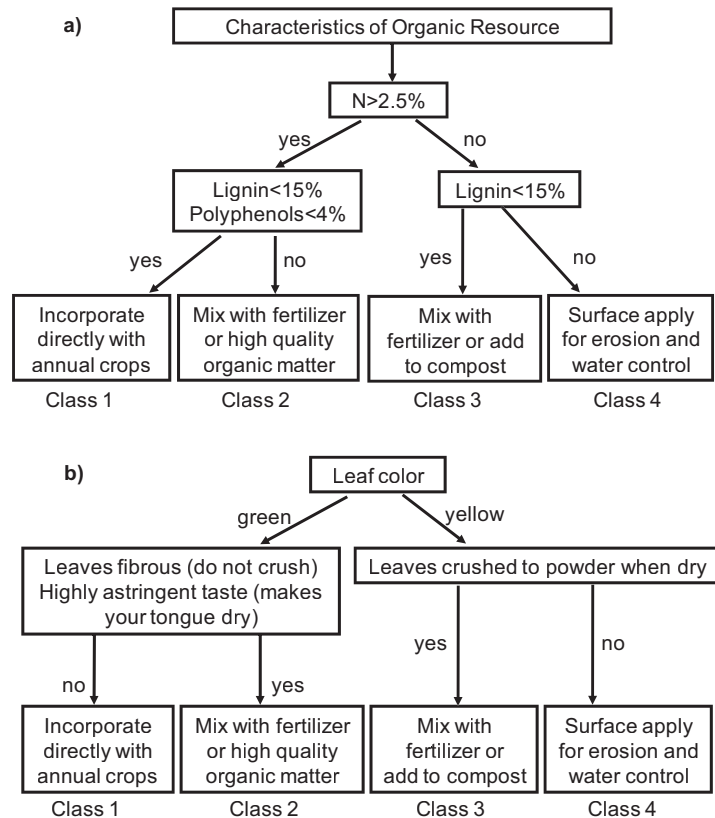 a)
Characteristics of Organic Resource
N>2.5%
yes
no
Lignin<15%
Polyphenols<4%
Lignin<15%
yes
no
yes
no
Incorporate
directly with
annual crops
Mix with fertilizer
or high quality
organic matter
Mix with
fertilizer or add
to compost
Surface apply
for erosion and
water control
Class 1
Class 2
Class 3
Class 4
b)
Leaf color
green
yellow
Leaves fibrous (do not crush)
Highly astringent taste (makes
your tongue dry)
Leaves crushed to powder when dry
no
yes
yes
no
Incorporate
directly with
annual crops
Mix with fertilizer
or high quality
organic matter
Mix with
fertilizer or
add to compost
Surface apply
for erosion and
water control
Class 1
Class 2
Class 3
Class 4